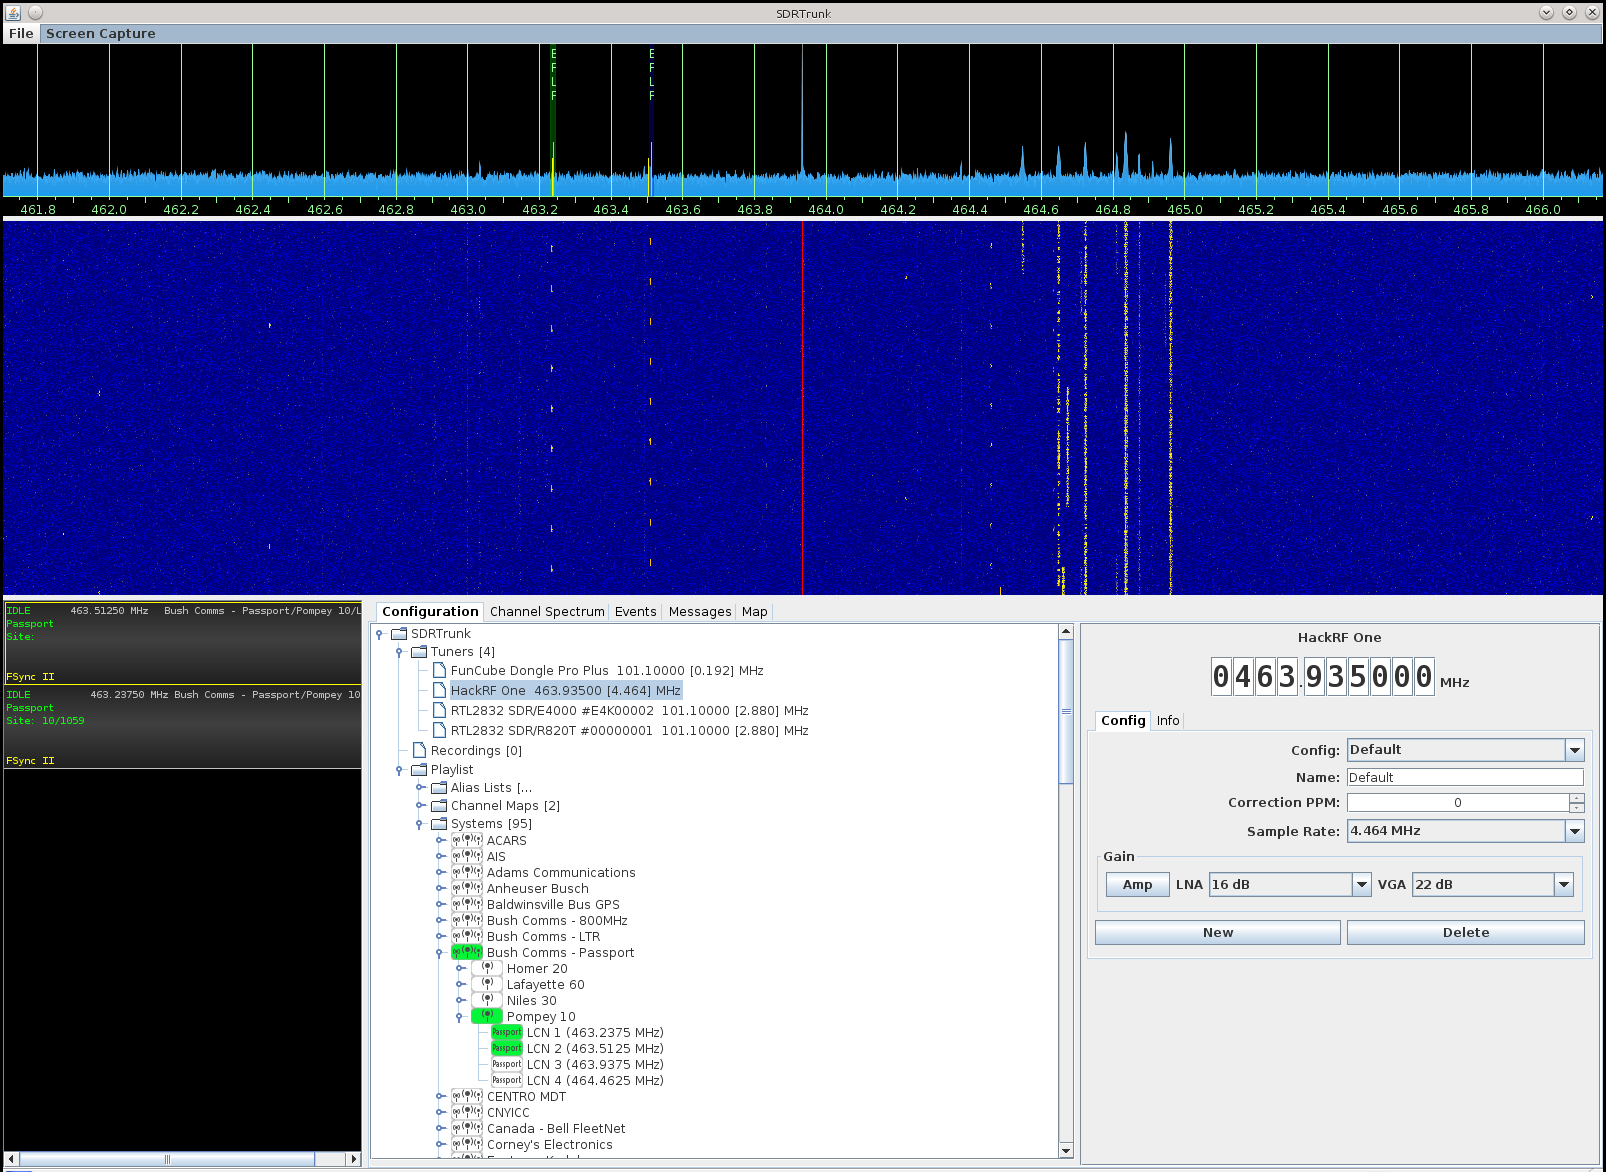 SDRTrunk
File Screen Capture
E E
F F
L L
F F
461.8 462.0 462.2 462.4 462.6 462.8 463.0 463.2 463.4 463.6 463.8 464.0 464.2 464.4 464.6 464.8 465.0 465.2 465.4 465.6 465.8 466.0
IDLE 463.51250 MHz Bush Comms - Passport/Pompey 10/L
Passport
Site:
FSync II
IDLE 463.23750 MHz Bush Comms - Passport/Pompey 10
Passport
Site: 10/1059
FSync II
Configuration Channel Spectrum Events Messages Map
SDRTrunk
Tuners [4]
FunCube Dongle Pro Plus 101.10000 [0.192] MHz
HackRF One 463.93500 [4.464] MHz
RTL2832 SDR/E4000 #E4K00002 101.10000 [2.880] MHz
RTL2832 SDR/R820T #00000001 101.10000 [2.880] MHz
Recordings [0]
Playlist
Alias Lists [...
Channel Maps [2]
Systems [95]
ACARS
AIS
Adams Communications
Anheuser Busch
Baldwinsville Bus GPS
Bush Comms - 800MHz
Bush Comms - LTR
Bush Comms - Passport
Homer 20
Lafayette 60
Niles 30
Pompey 10
Passport LCN 1 (463.2375 MHz)
Passport LCN 2 (463.5125 MHz)
Passport LCN 3 (463.9375 MHz)
Passport LCN 4 (464.4625 MHz)
CENTRO MDT
CNYICC
Canada - Bell FleetNet
Corney's Electronics
HackRF One
0463.935000 MHz
Config Info
Config: Default
Name: Default
Correction PPM: 0
Sample Rate: 4.464 MHz
Gain
Amp LNA 16 dB VGA 22 dB
New Delete